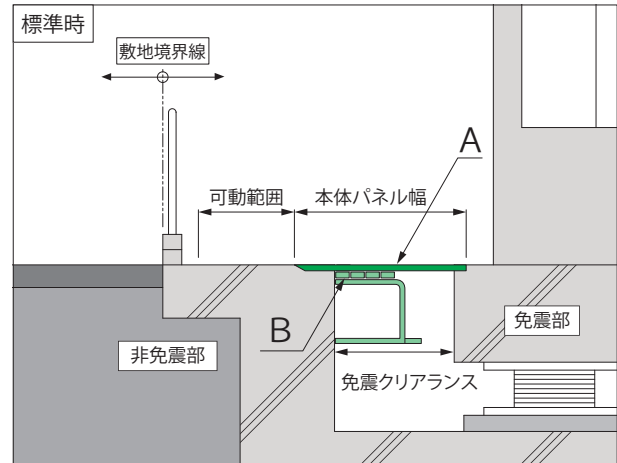 標準時
敷地境界線
A
可動範囲
本体パネル幅
B
免震部
非免震部
免震クリアランス